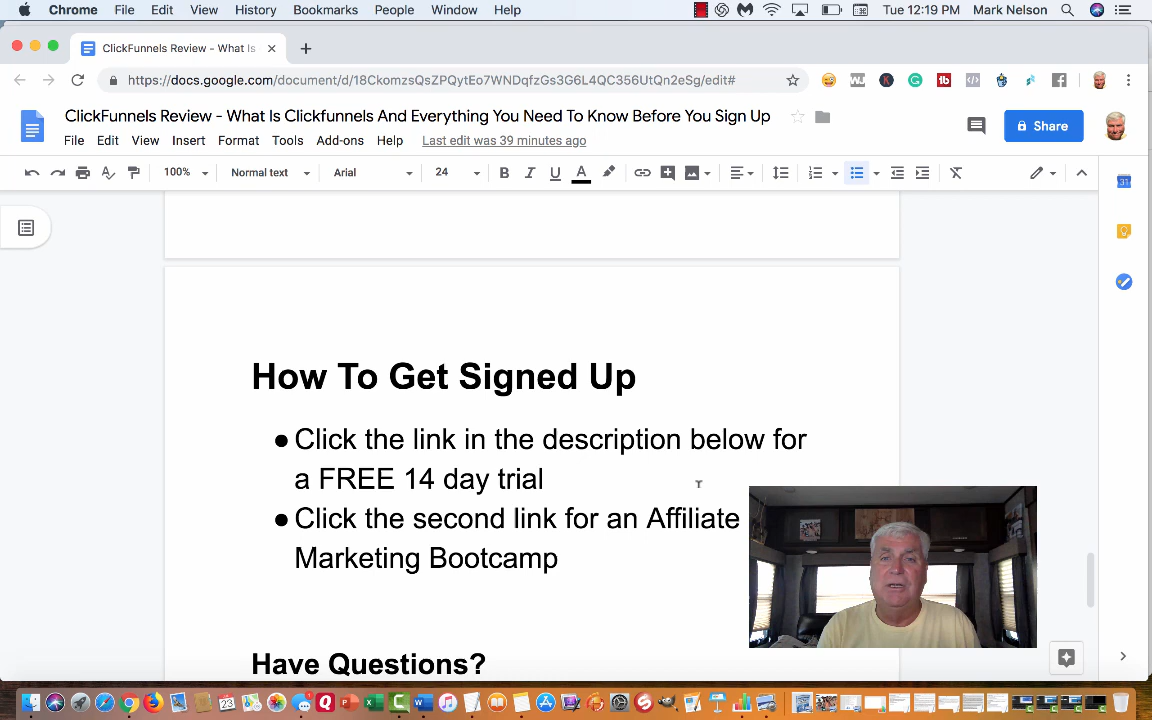 Chrome File Edit View History Bookmarks People Window Help Tue 12:19 PM Mark Nelson
ClickFunnels Review - What Is
https://docs.google.com/document/d/18CkomzsQsZPQytEo7WNDqfzGs3G6L4QC356UtQn2eSg/edit#
ClickFunnels Review - What Is Clickfunnels And Everything You Need To Know Before You Sign Up
File Edit View Insert Format Tools Add-ons Help Last edit was 39 minutes ago
Share
100% Normal text Arial 24 B I U A
31
How To Get Signed Up
● Click the link in the description below for
a FREE 14 day trial
● Click the second link for an Affiliate
Marketing Bootcamp
Have Questions?